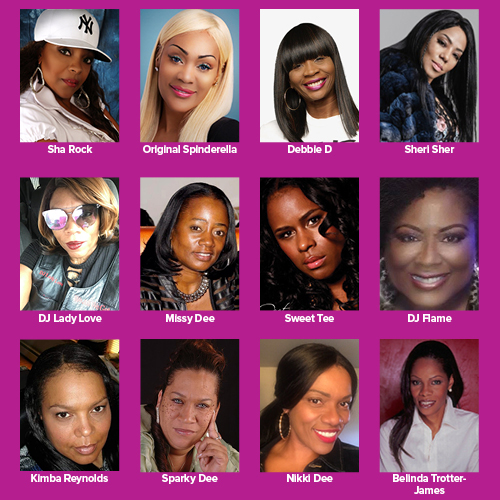 Sha Rock
Original Spinderella
Debbie D
Sheri Sher
DJ Lady Love
Missy Dee
Sweet Tee
DJ Flame
Kimba Reynolds
Sparky Dee
Nikki Dee
Belinda Trotter-
James